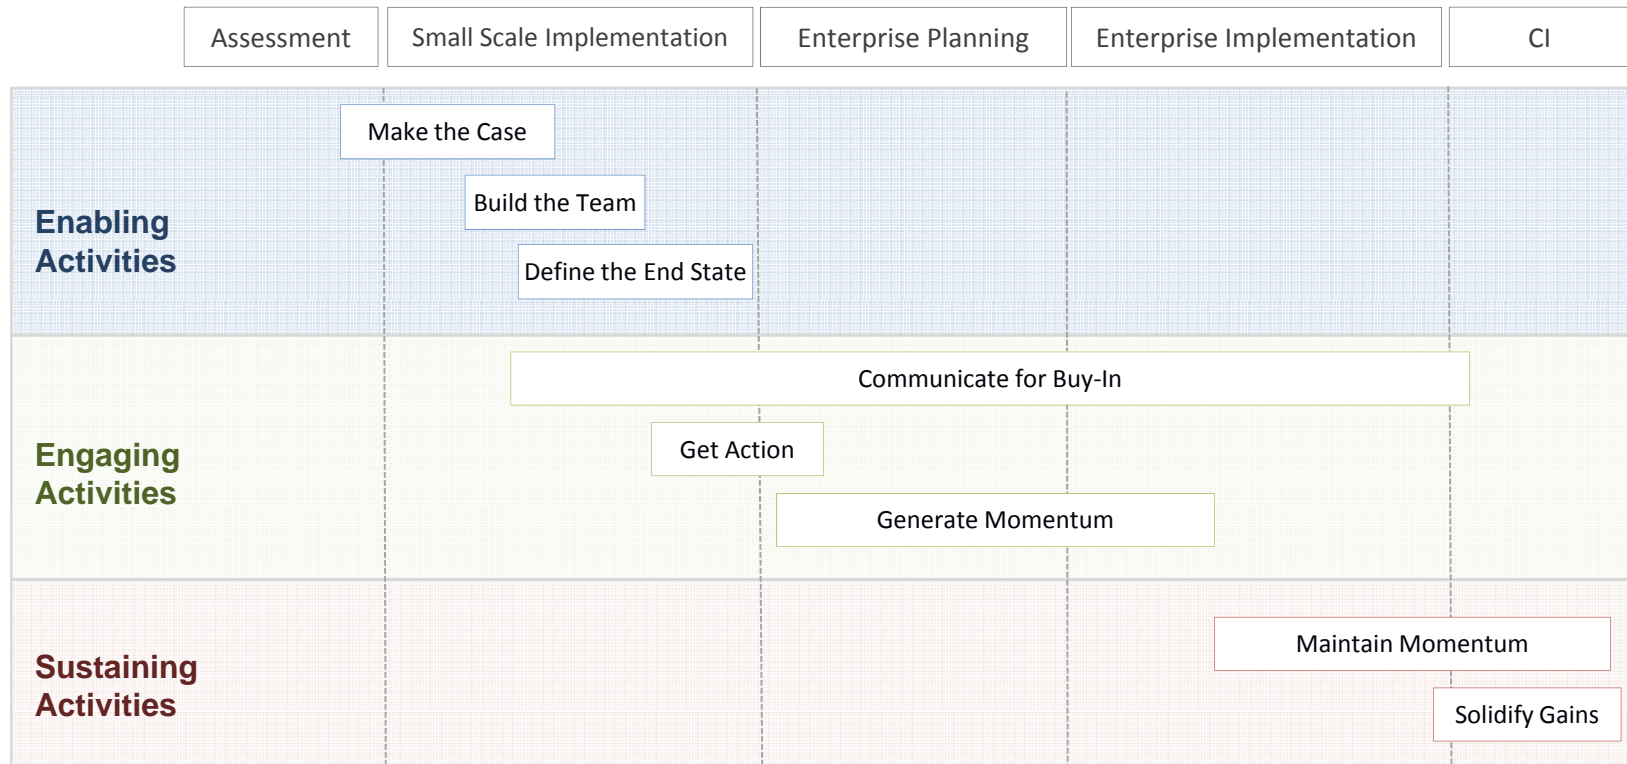 Assessment
Small Scale Implementation
Enterprise Planning
Enterprise Implementation
CI
Enabling
Activities
Make the Case
Build the Team
Define the End State
Engaging
Activities
Communicate for Buy-In
Get Action
Generate Momentum
Sustaining
Activities
Maintain Momentum
Solidify Gains